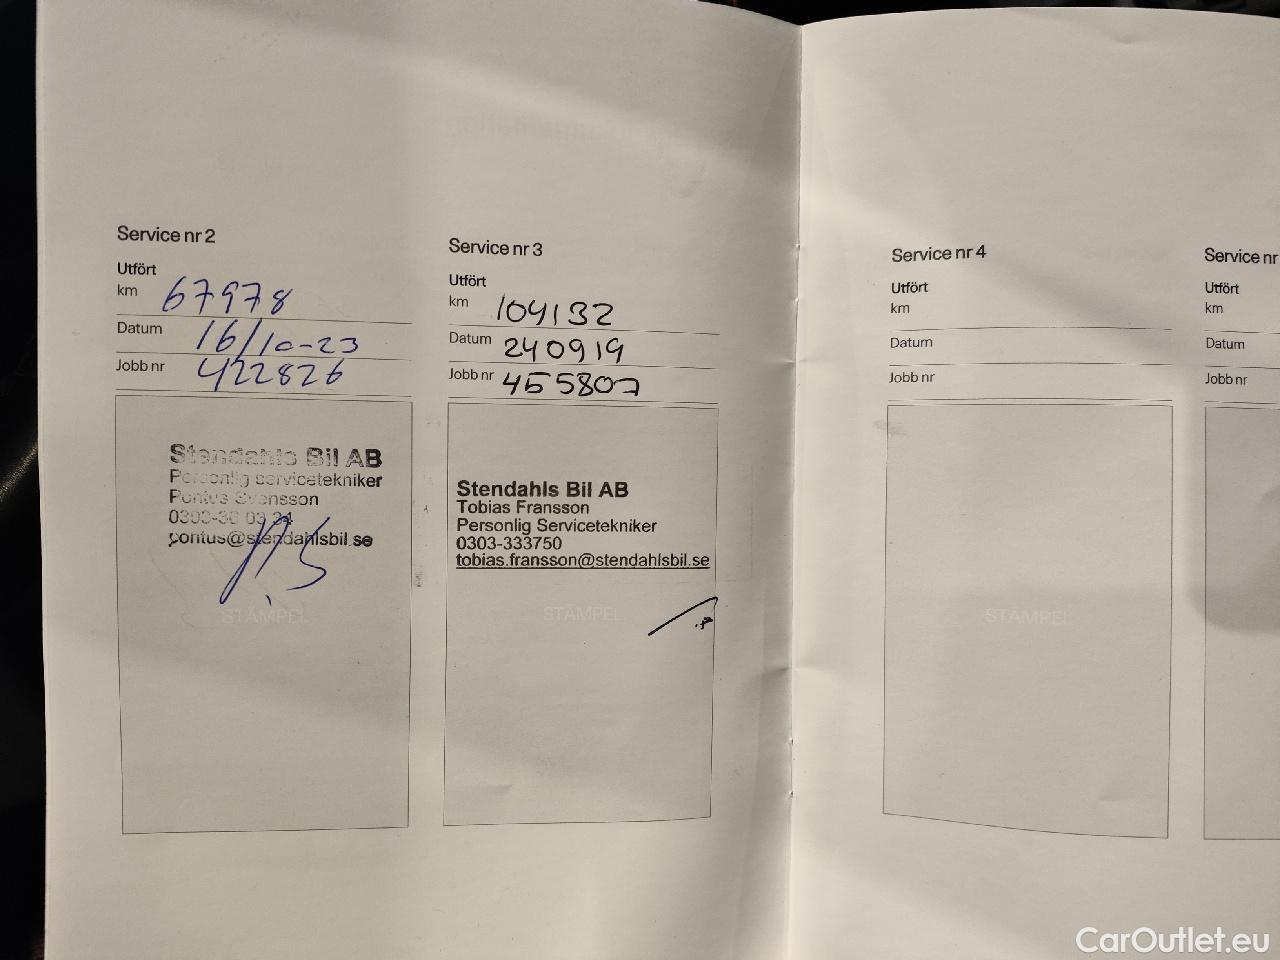 Service nr 2
Utfört
km 67978
Datum 16/10-23
Jobb nr 422826
Stendahls Bil AB
Personlig servicetekniker
Pontus Svensson
pontus@stendahlsbil.se
STÄMPEL
Service nr 3
Utfört
km 104132
Datum 240919
Jobb nr 455807
Stendahls Bil AB
Tobias Fransson
Personlig Servicetekniker
0303-333750
tobias.fransson@stendahlsbil.se
STÄMPEL
Service nr 4
Utfört
km
Datum
Jobb nr
STÄMPEL
Service nr
Utfört
km
Datum
Jobb nr
CarOutlet.eu